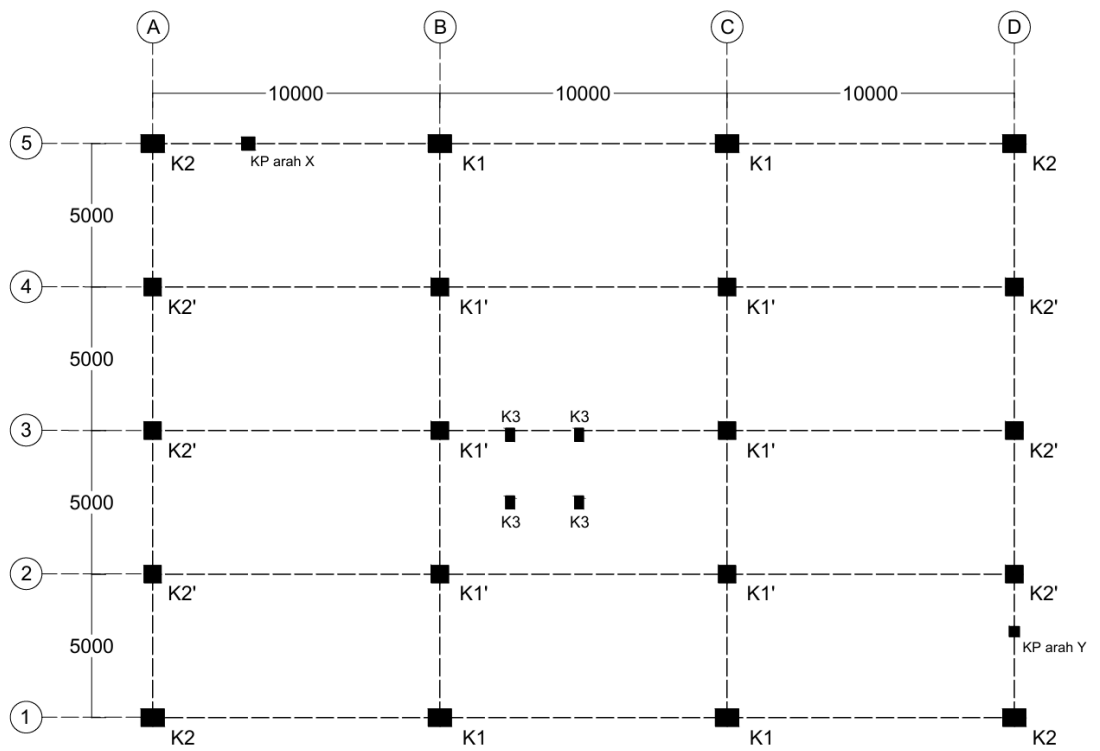 A B C D
10000 10000 10000
5
K2 KP arah X K1 K1 K2
5000
4
K2' K1' K1' K2'
5000
K3 K3
3
K2' K1' K1' K2'
5000
K3 K3
2
K2' K1' K1' K2'
5000 KP arah Y
1
K2 K1 K1 K2